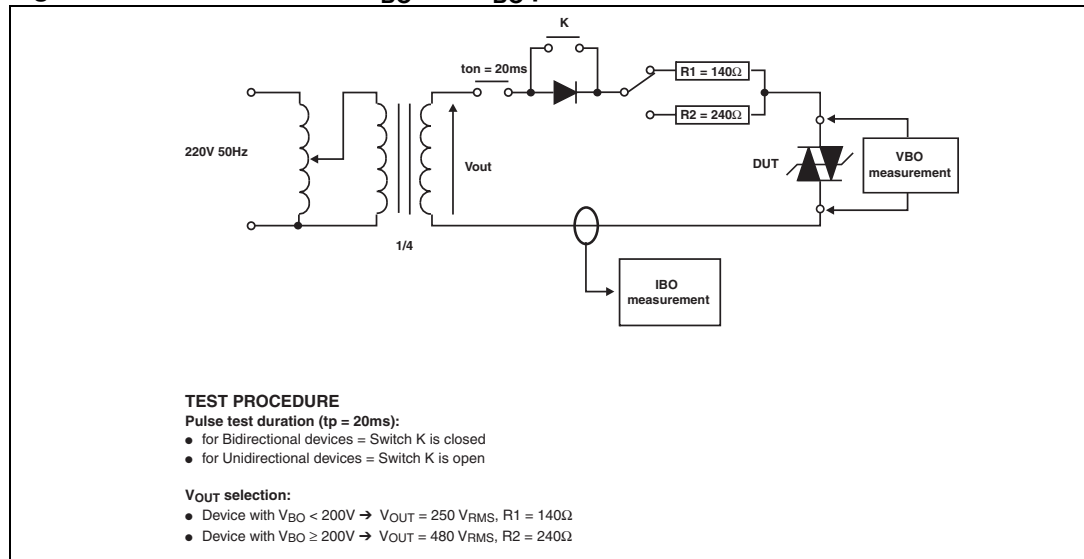 K
ton = 20ms
R1 = 140Ω
R2 = 240Ω
220V 50Hz
Vout
DUT
VBO
measurement
1/4
IBO
measurement
TEST PROCEDURE
Pulse test duration (tp = 20ms):
● for Bidirectional devices = Switch K is closed
● for Unidirectional devices = Switch K is open
VOUT selection:
● Device with VBO < 200V ➔ VOUT = 250 VRMS, R1 = 140Ω
● Device with VBO ≥ 200V ➔ VOUT = 480 VRMS, R2 = 240Ω